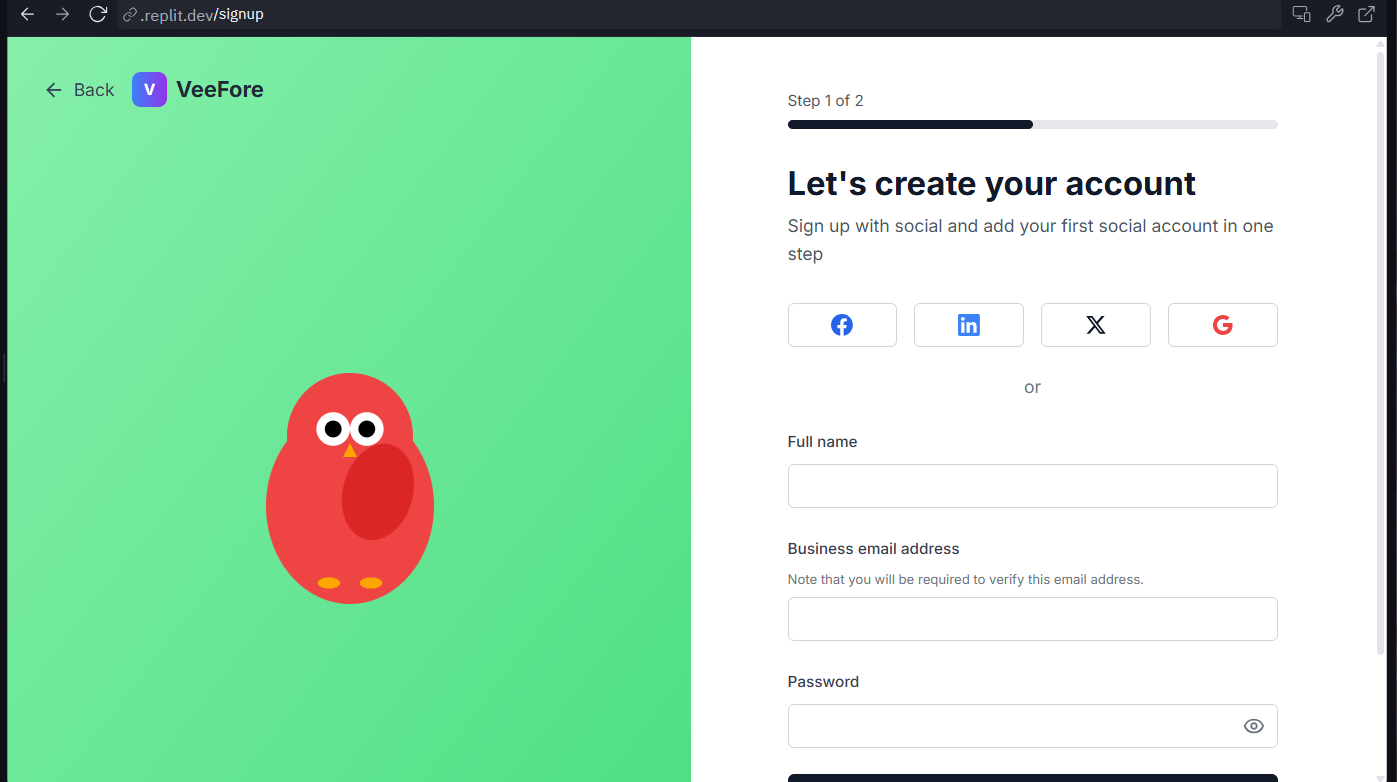 .replit.dev/signup
Back
V
VeeFore
Step 1 of 2
Let's create your account
Sign up with social and add your first social account in one
step
or
Full name
Business email address
Note that you will be required to verify this email address.
Password